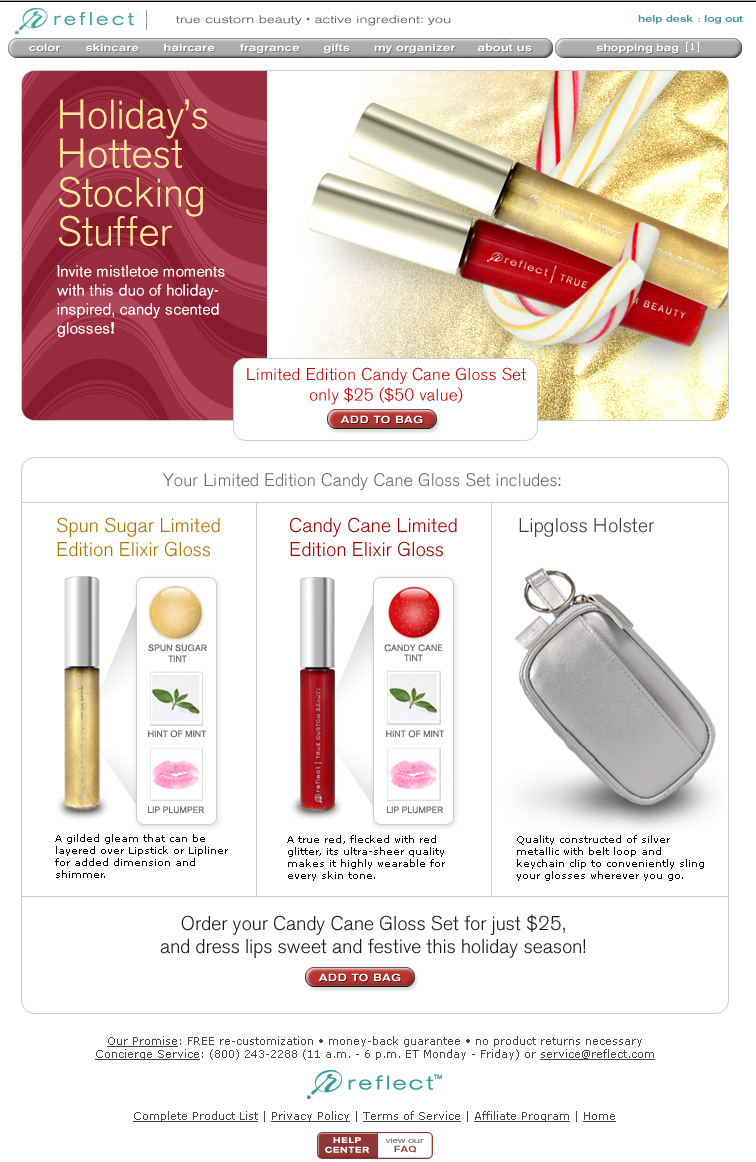 reflect
true custom beauty • active ingredient: you
help desk : log out
color skincare haircare fragrance gifts my organizer about us
shopping bag [1]
Holiday's
Hottest
Stocking
Stuffer
Invite mistletoe moments
with this duo of holiday-
inspired, candy scented
glosses!
reflect | TRUE
reflect | TRUE M BEAUTY
Limited Edition Candy Cane Gloss Set
only $25 ($50 value)
ADD TO BAG
Your Limited Edition Candy Cane Gloss Set includes:
Spun Sugar Limited
Edition Elixir Gloss
SPUN SUGAR
TINT
HINT OF MINT
LIP PLUMPER
A gilded gleam that can be
layered over Lipstick or Lipliner
for added dimension and
shimmer.
Candy Cane Limited
Edition Elixir Gloss
reflect | TRUE CUSTOM BEAUTY
CANDY CANE
TINT
HINT OF MINT
LIP PLUMPER
A true red, flecked with red
glitter, its ultra-sheer quality
makes it highly wearable for
every skin tone.
Lipgloss Holster
Quality constructed of silver
metallic with belt loop and
keychain clip to conveniently sling
your glosses wherever you go.
Order your Candy Cane Gloss Set for just $25,
and dress lips sweet and festive this holiday season!
ADD TO BAG
Our Promise: FREE re-customization • money-back guarantee • no product returns necessary
Concierge Service: (800) 243-2288 (11 a.m. - 6 p.m. ET Monday - Friday) or service@reflect.com
reflect™
Complete Product List | Privacy Policy | Terms of Service | Affiliate Program | Home
HELP
CENTER
view our
FAQ